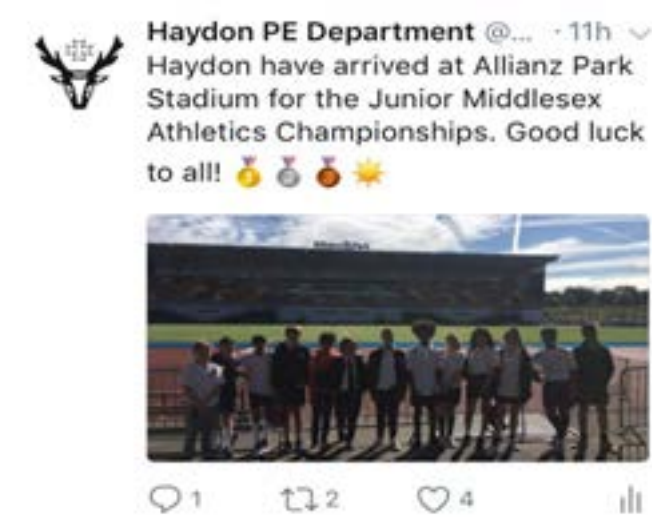 Haydon PE Department @... · 11h
Haydon have arrived at Allianz Park
Stadium for the Junior Middlesex
Athletics Championships. Good luck
to all! 🥇 🥈 🥉 ☀️
1 2 4